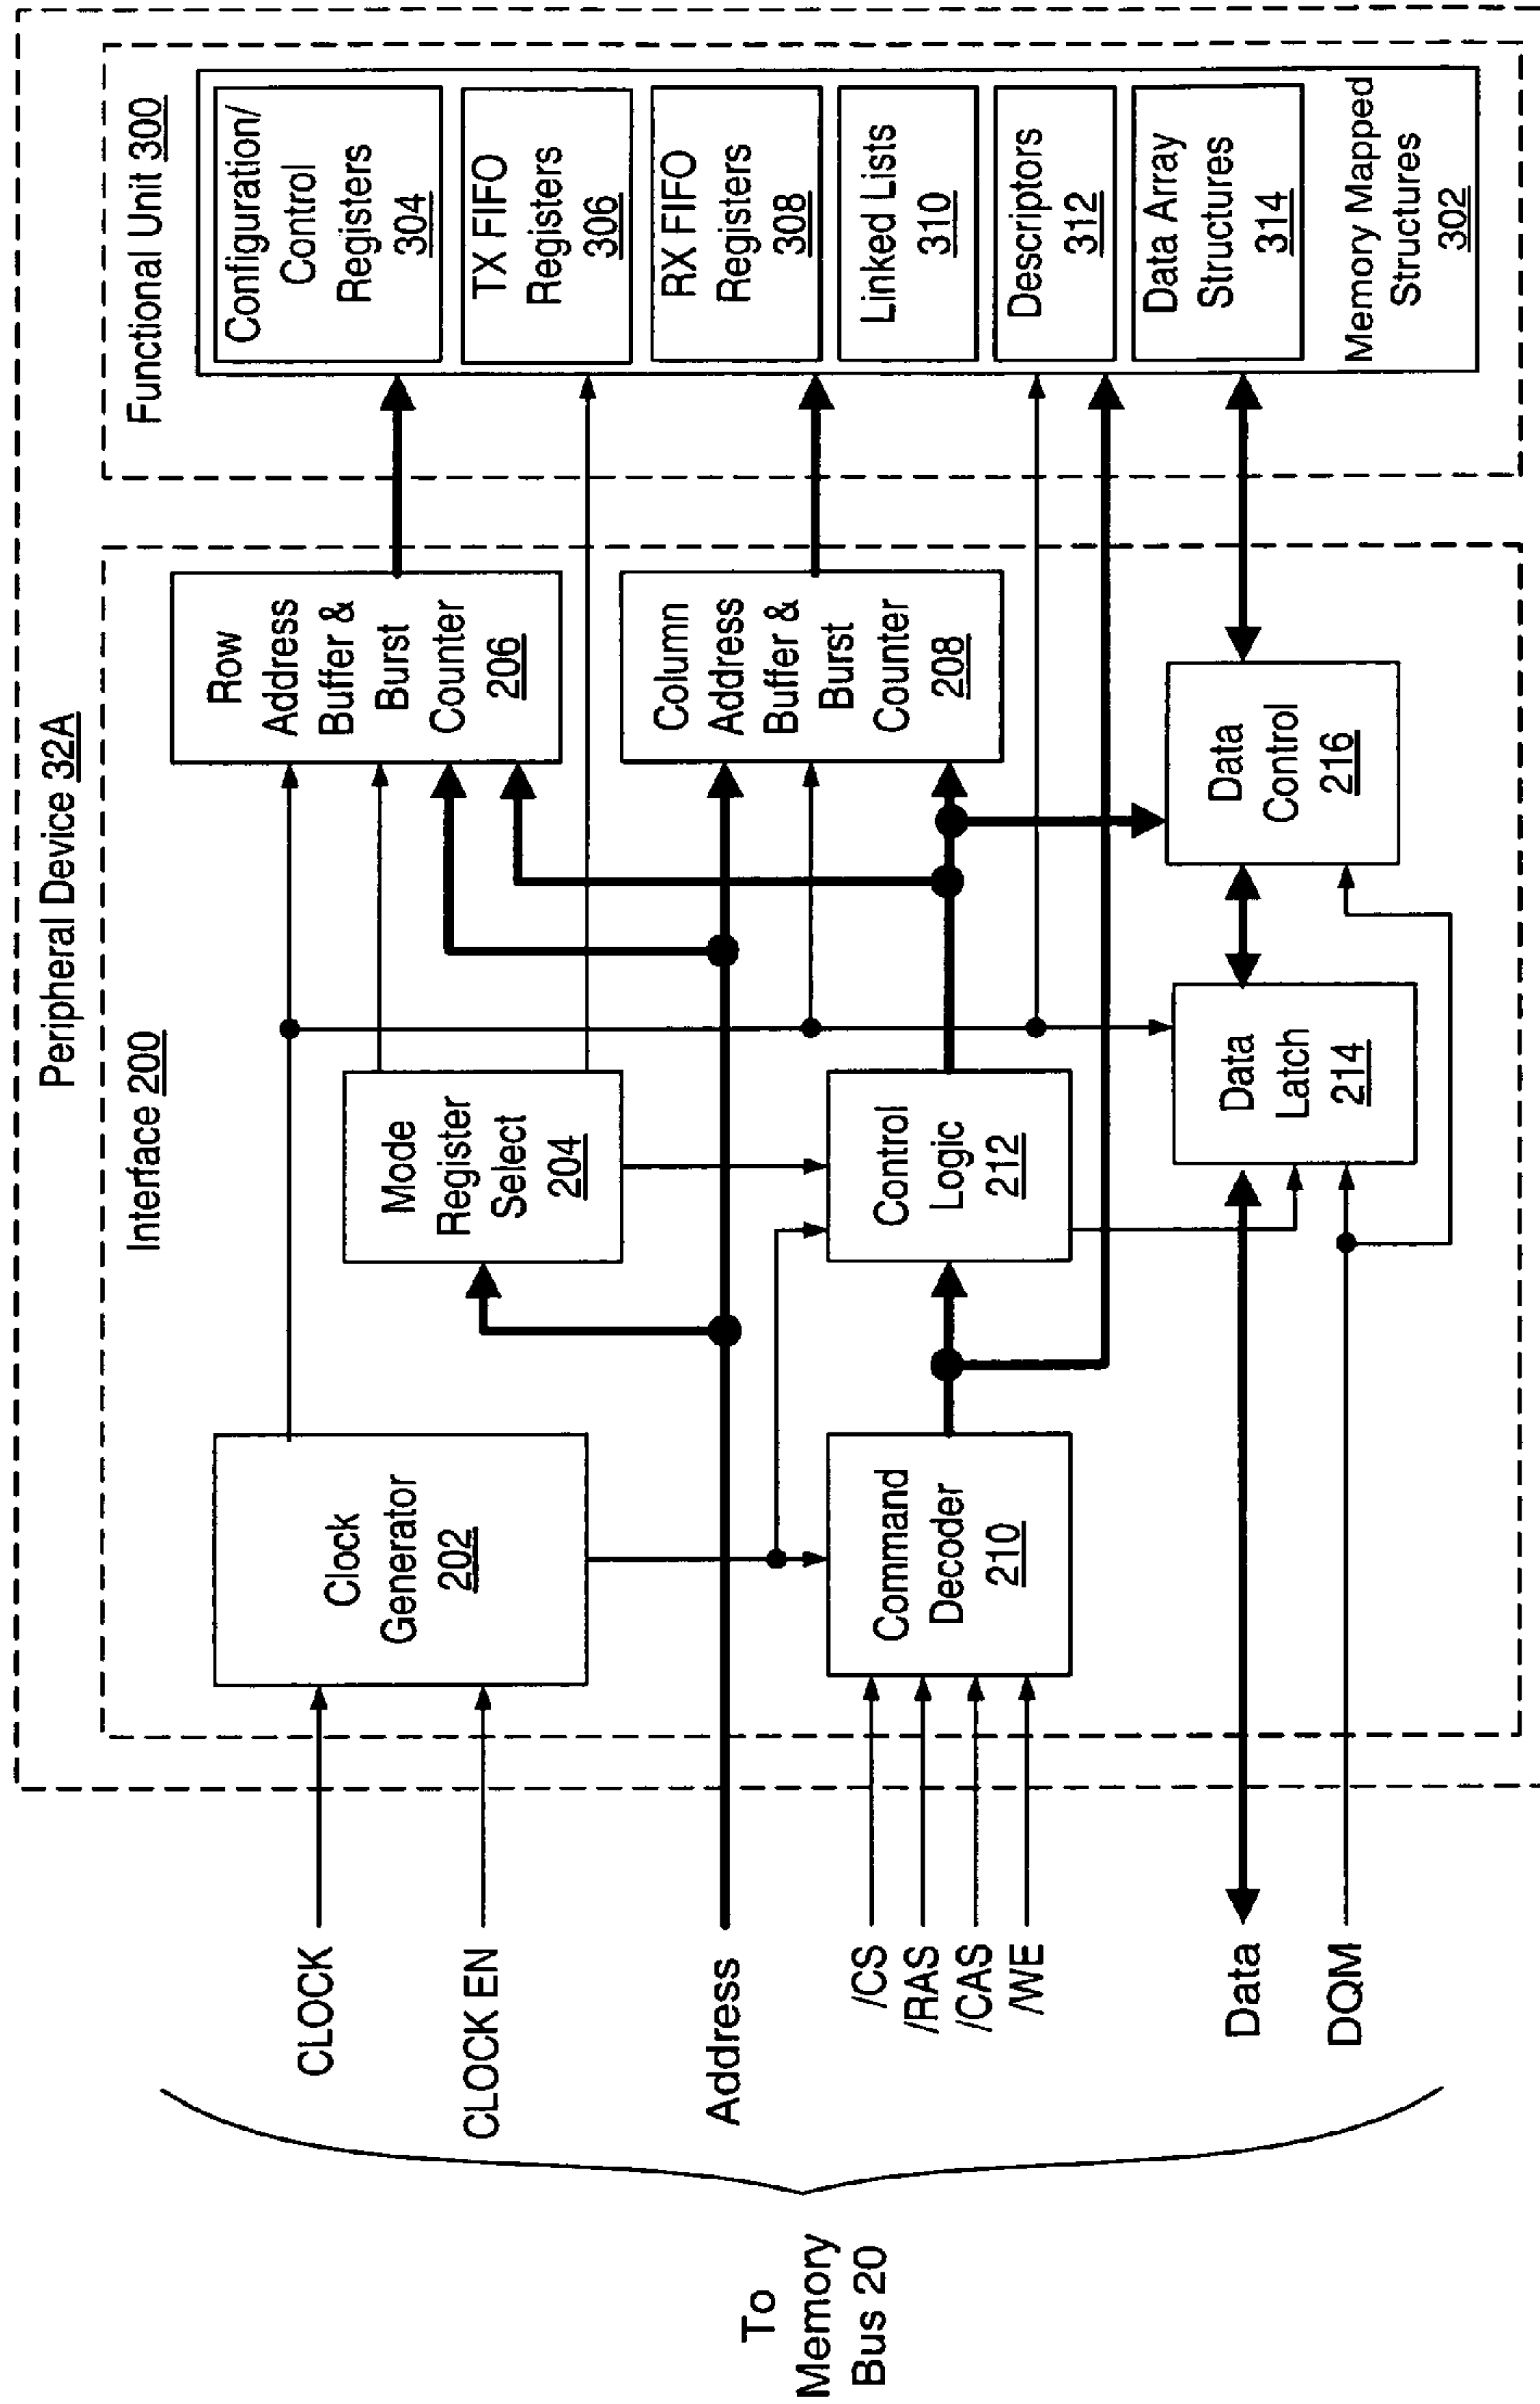 Peripheral Device 32A
Interface 200
Functional Unit 300
CLOCK
CLOCK EN
Address
/CS
/RAS
/CAS
/WE
Data
DQM
To
Memory
Bus 20
Clock
Generator
202
Mode
Register
Select
204
Row
Address
Buffer &
Burst
Counter
206
Column
Address
Buffer &
Burst
Counter
208
Command
Decoder
210
Control
Logic
212
Data
Latch
214
Data
Control
216
Configuration/
Control
Registers
304
TX FIFO
Registers
306
RX FIFO
Registers
308
Linked Lists
310
Descriptors
312
Data Array
Structures
314
Memory Mapped
Structures
302